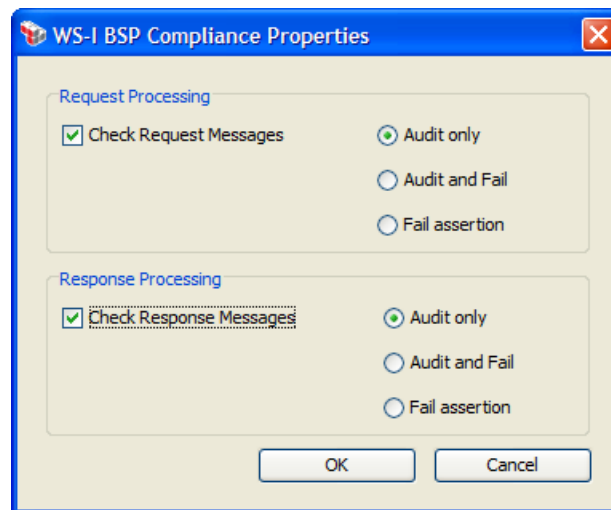 WS-I BSP Compliance Properties
Request Processing
Check Request Messages
Audit only
Audit and Fail
Fail assertion
Response Processing
Check Response Messages
Audit only
Audit and Fail
Fail assertion
OK
Cancel